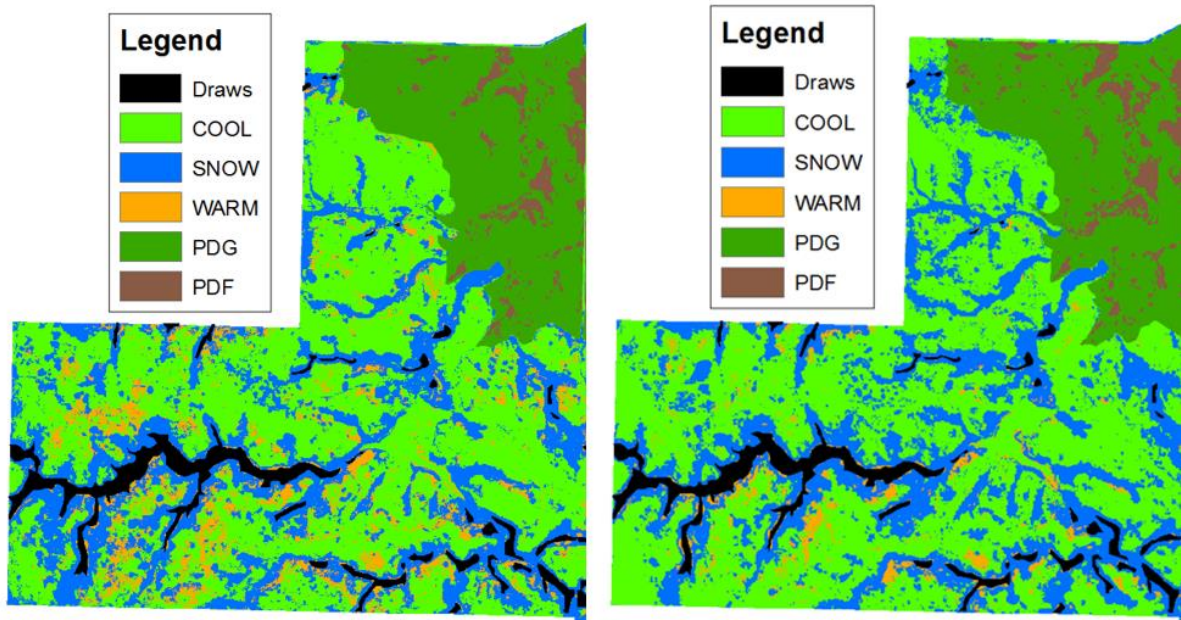 Legend
Draws
COOL
SNOW
WARM
PDG
PDF
Legend
Draws
COOL
SNOW
WARM
PDG
PDF